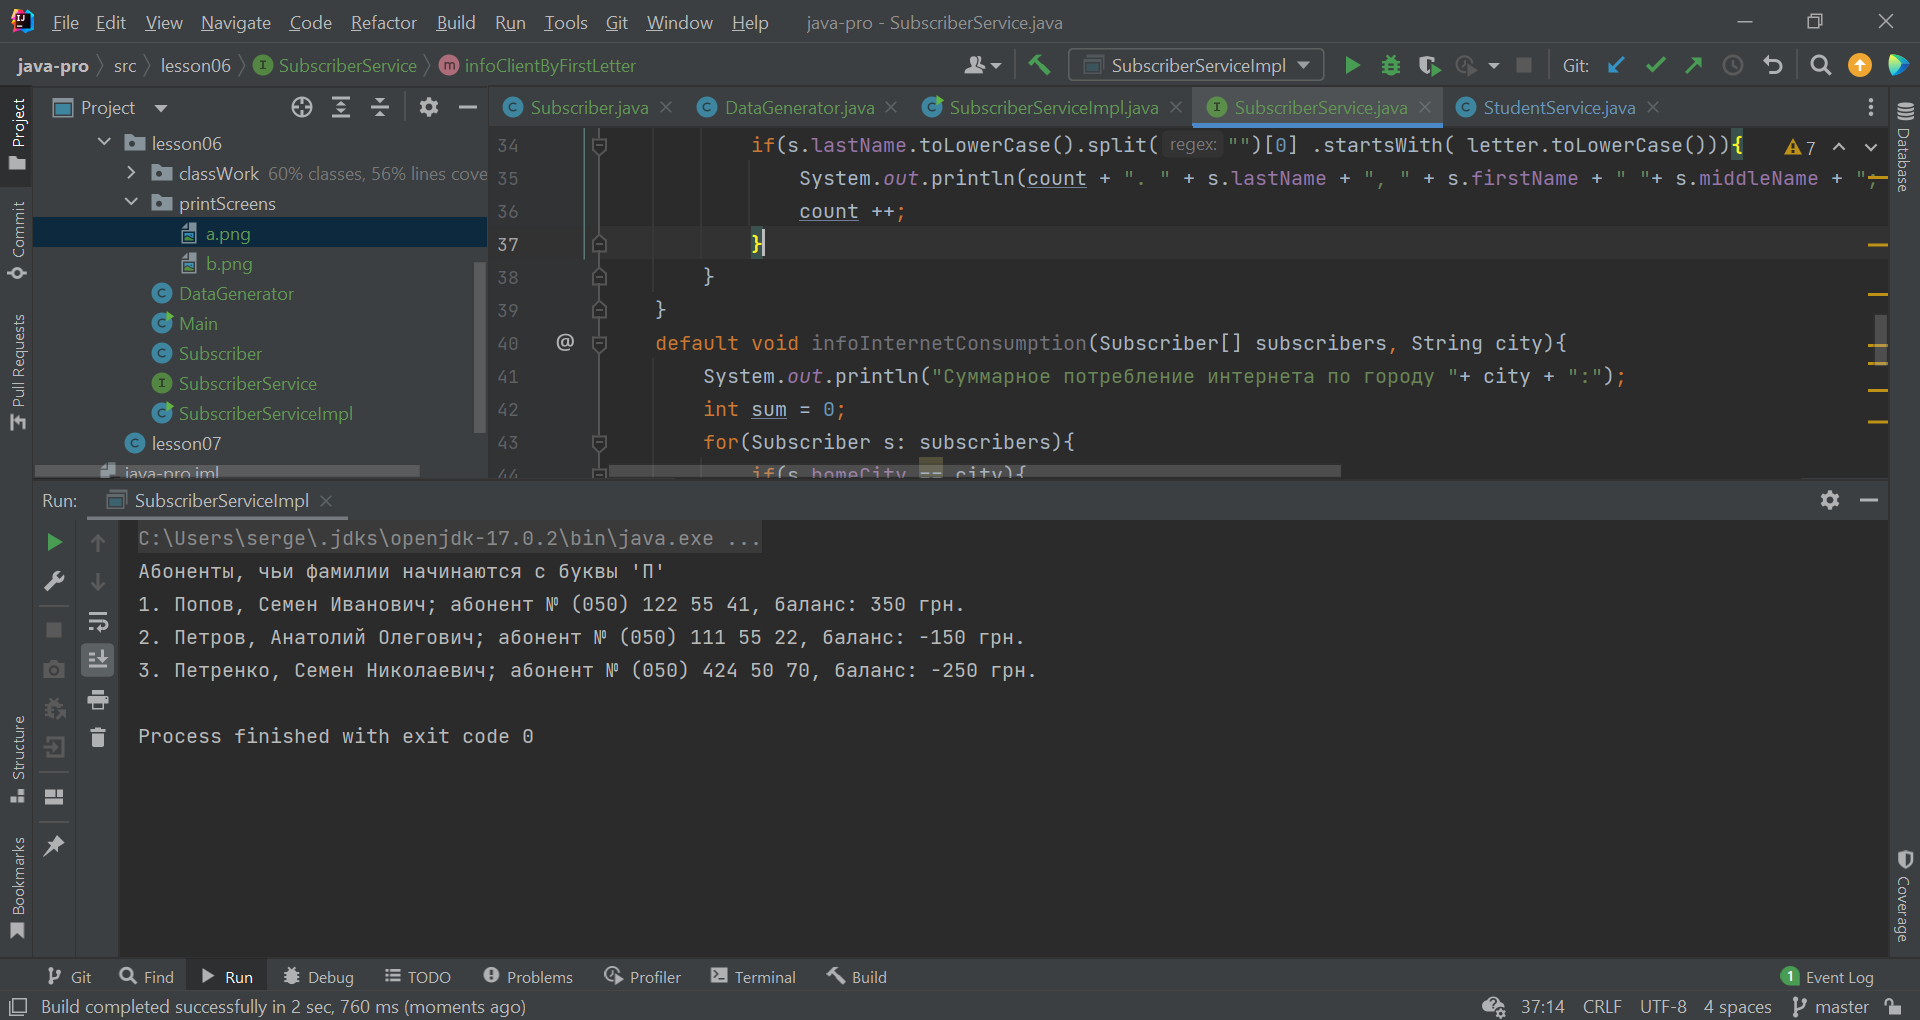 File Edit View Navigate Code Refactor Build Run Tools Git Window Help java-pro - SubscriberService.java
java-pro src lesson06 SubscriberService infoClientByFirstLetter SubscriberServiceImpl Git:
Project
Subscriber.java DataGenerator.java SubscriberServiceImpl.java SubscriberService.java StudentService.java
lesson06
classWork 60% classes, 56% lines cove
printScreens
a.png
b.png
DataGenerator
Main
Subscriber
SubscriberService
SubscriberServiceImpl
lesson07
java-pro.iml
34 if(s.lastName.toLowerCase().split( regex: "")[0] .startsWith( letter.toLowerCase())){ 7
35 System.out.println(count + ". " + s.lastName + ", " + s.firstName + " "+ s.middleName + ";
36 count ++;
37 }
38 }
39 }
40 @ default void infoInternetConsumption(Subscriber[] subscribers, String city){
41 System.out.println("Суммарное потребление интернета по городу "+ city + ":");
42 int sum = 0;
43 for(Subscriber s: subscribers){
44 if(s.homeCity == city){
Project
Commit
Pull Requests
Structure
Bookmarks
Database
Coverage
Run: SubscriberServiceImpl
C:\Users\serge\.jdks\openjdk-17.0.2\bin\java.exe ...
Абоненты, чьи фамилии начинаются с буквы 'П'
1. Попов, Семен Иванович; абонент № (050) 122 55 41, баланс: 350 грн.
2. Петров, Анатолий Олегович; абонент № (050) 111 55 22, баланс: -150 грн.
3. Петренко, Семен Николаевич; абонент № (050) 424 50 70, баланс: -250 грн.
Process finished with exit code 0
Git Find Run Debug TODO Problems Profiler Terminal Build 1 Event Log
Build completed successfully in 2 sec, 760 ms (moments ago) 37:14 CRLF UTF-8 4 spaces master